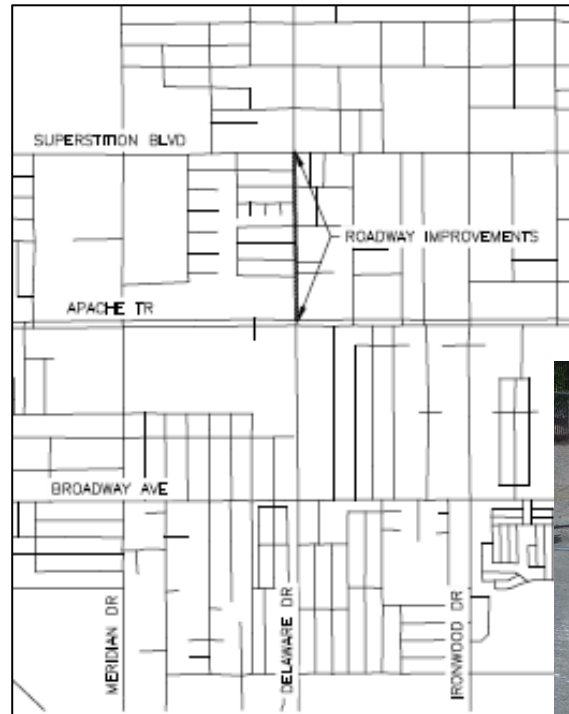 SUPERSTITION BLVD
ROADWAY IMPROVEMENTS
APACHE TR
BROADWAY AVE
MERIDIAN DR
DELAWARE DR
IRONWOOD DR